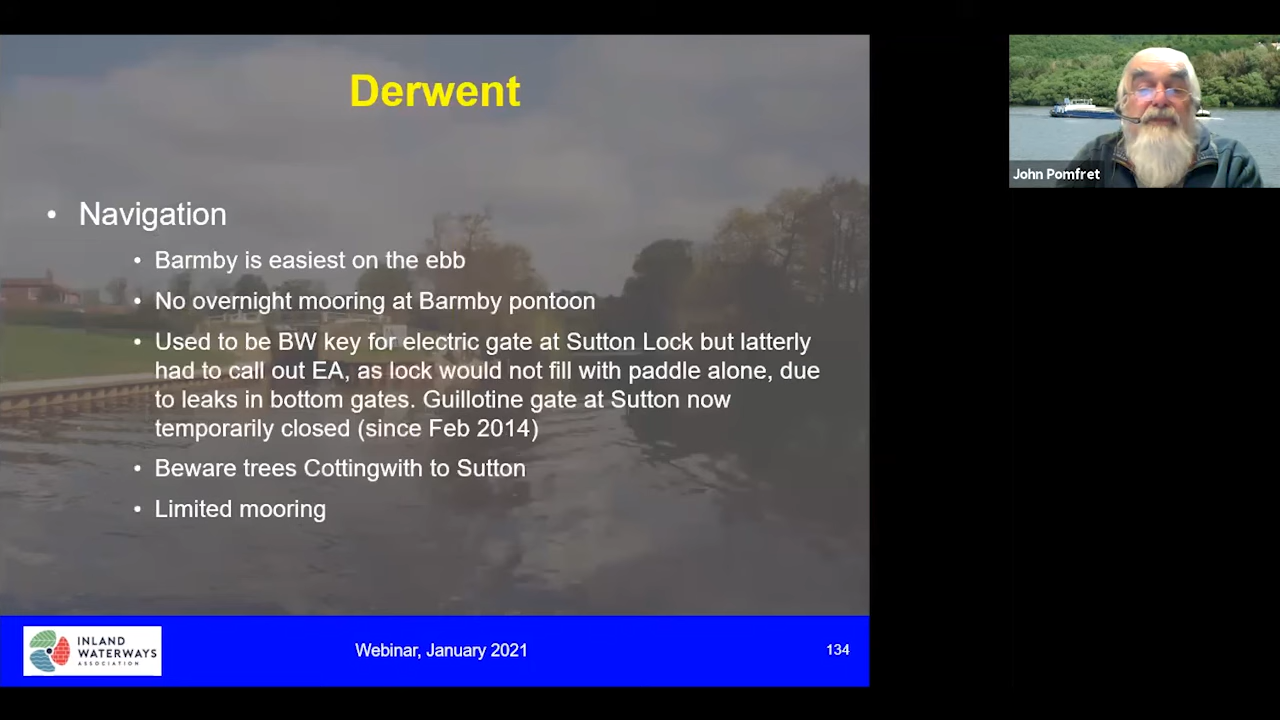 Derwent
• Navigation
• Barmby is easiest on the ebb
• No overnight mooring at Barmby pontoon
• Used to be BW key for electric gate at Sutton Lock but latterly
had to call out EA, as lock would not fill with paddle alone, due
to leaks in bottom gates. Guillotine gate at Sutton now
temporarily closed (since Feb 2014)
• Beware trees Cottingwith to Sutton
• Limited mooring
INLAND
WATERWAYS
ASSOCIATION
Webinar, January 2021
134
John Pomfret